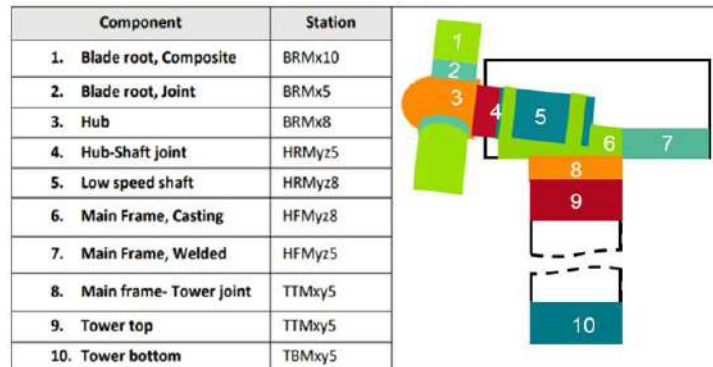 Component Station
1. Blade root, Composite BRMx10
2. Blade root, Joint BRMx5
3. Hub BRMx8
4. Hub-Shaft joint HRMyz5
5. Low speed shaft HRMyz8
6. Main Frame, Casting HFMyz8
7. Main Frame, Welded HFMyz5
8. Main frame- Tower joint TTMxy5
9. Tower top TTMxy5
10. Tower bottom TBMxy5
1
2
3
4
5
6
7
8
9
10